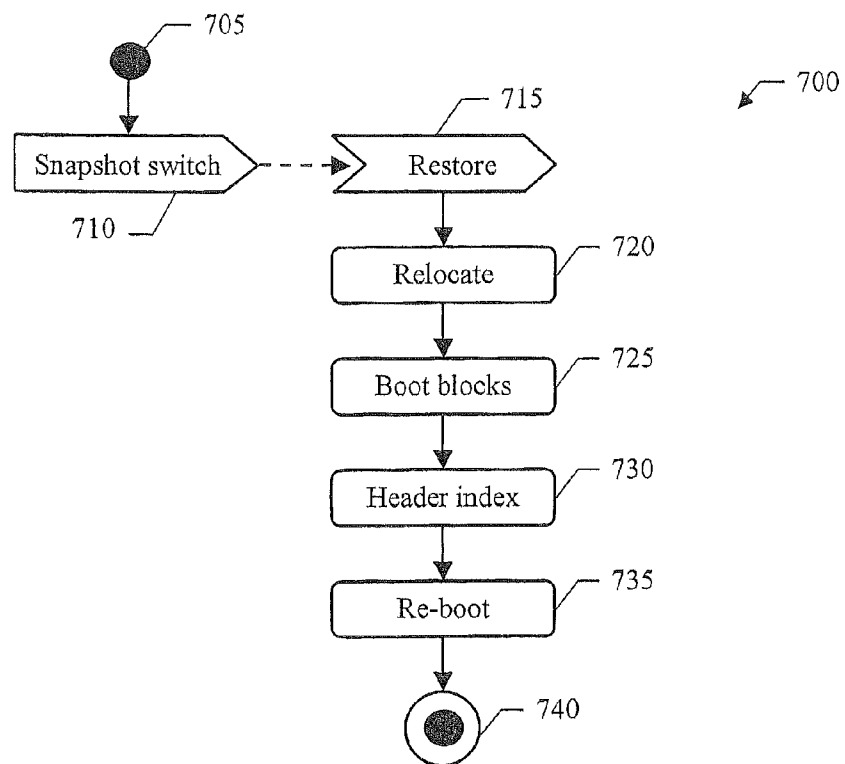 705
700
715
Snapshot switch
Restore
710
720
Relocate
725
Boot blocks
730
Header index
735
Re-boot
740